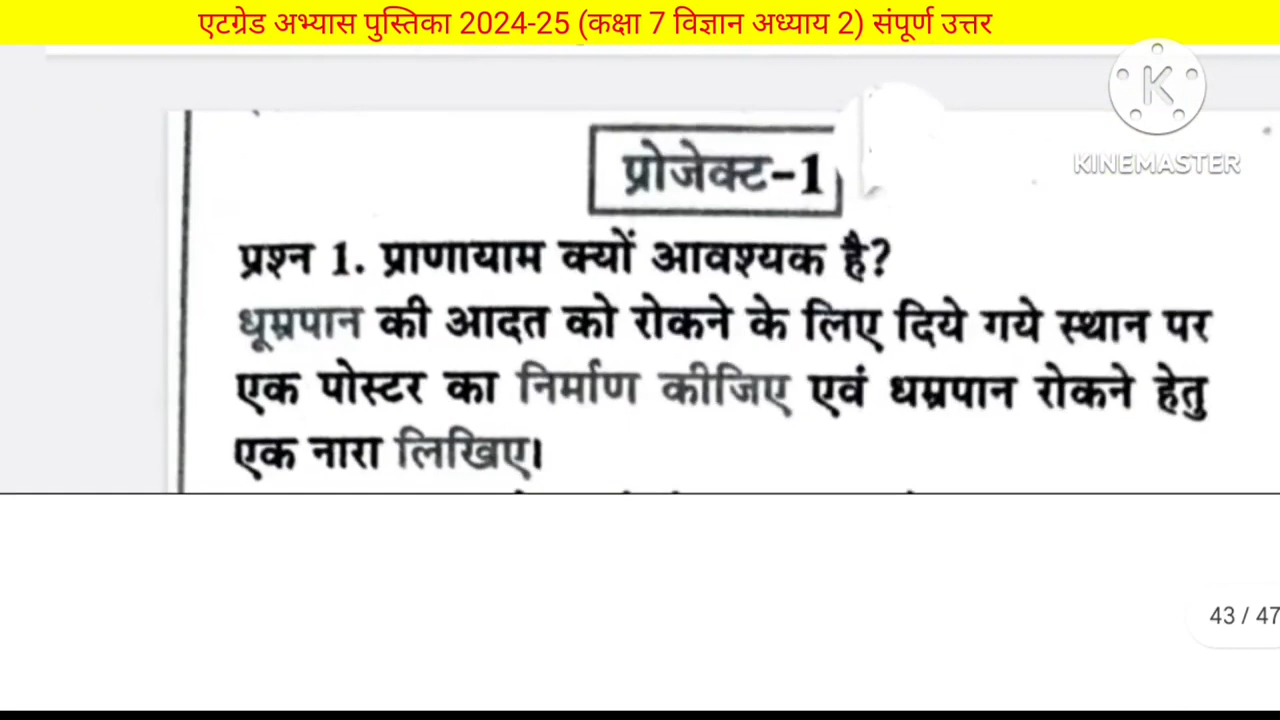 एटग्रेड अभ्यास पुस्तिका 2024-25 (कक्षा 7 विज्ञान अध्याय 2) संपूर्ण उत्तर
KINEMASTER
प्रोजेक्ट-1
प्रश्न 1. प्राणायाम क्यों आवश्यक है?
धूम्रपान की आदत को रोकने के लिए दिये गये स्थान पर
एक पोस्टर का निर्माण कीजिए एवं धम्रपान रोकने हेतु
एक नारा लिखिए।
43 / 47